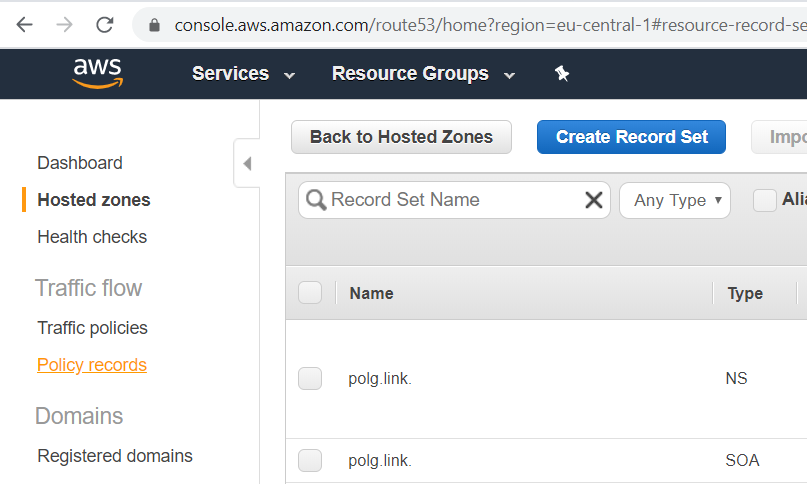 console.aws.amazon.com/route53/home?region=eu-central-1#resource-record-se
aws
Services
Resource Groups
Back to Hosted Zones
Create Record Set
Impo
Dashboard
Hosted zones
Health checks
Traffic flow
Traffic policies
Policy records
Domains
Registered domains
Record Set Name
Any Type
Alia
Name
Type
polg.link.
NS
polg.link.
SOA